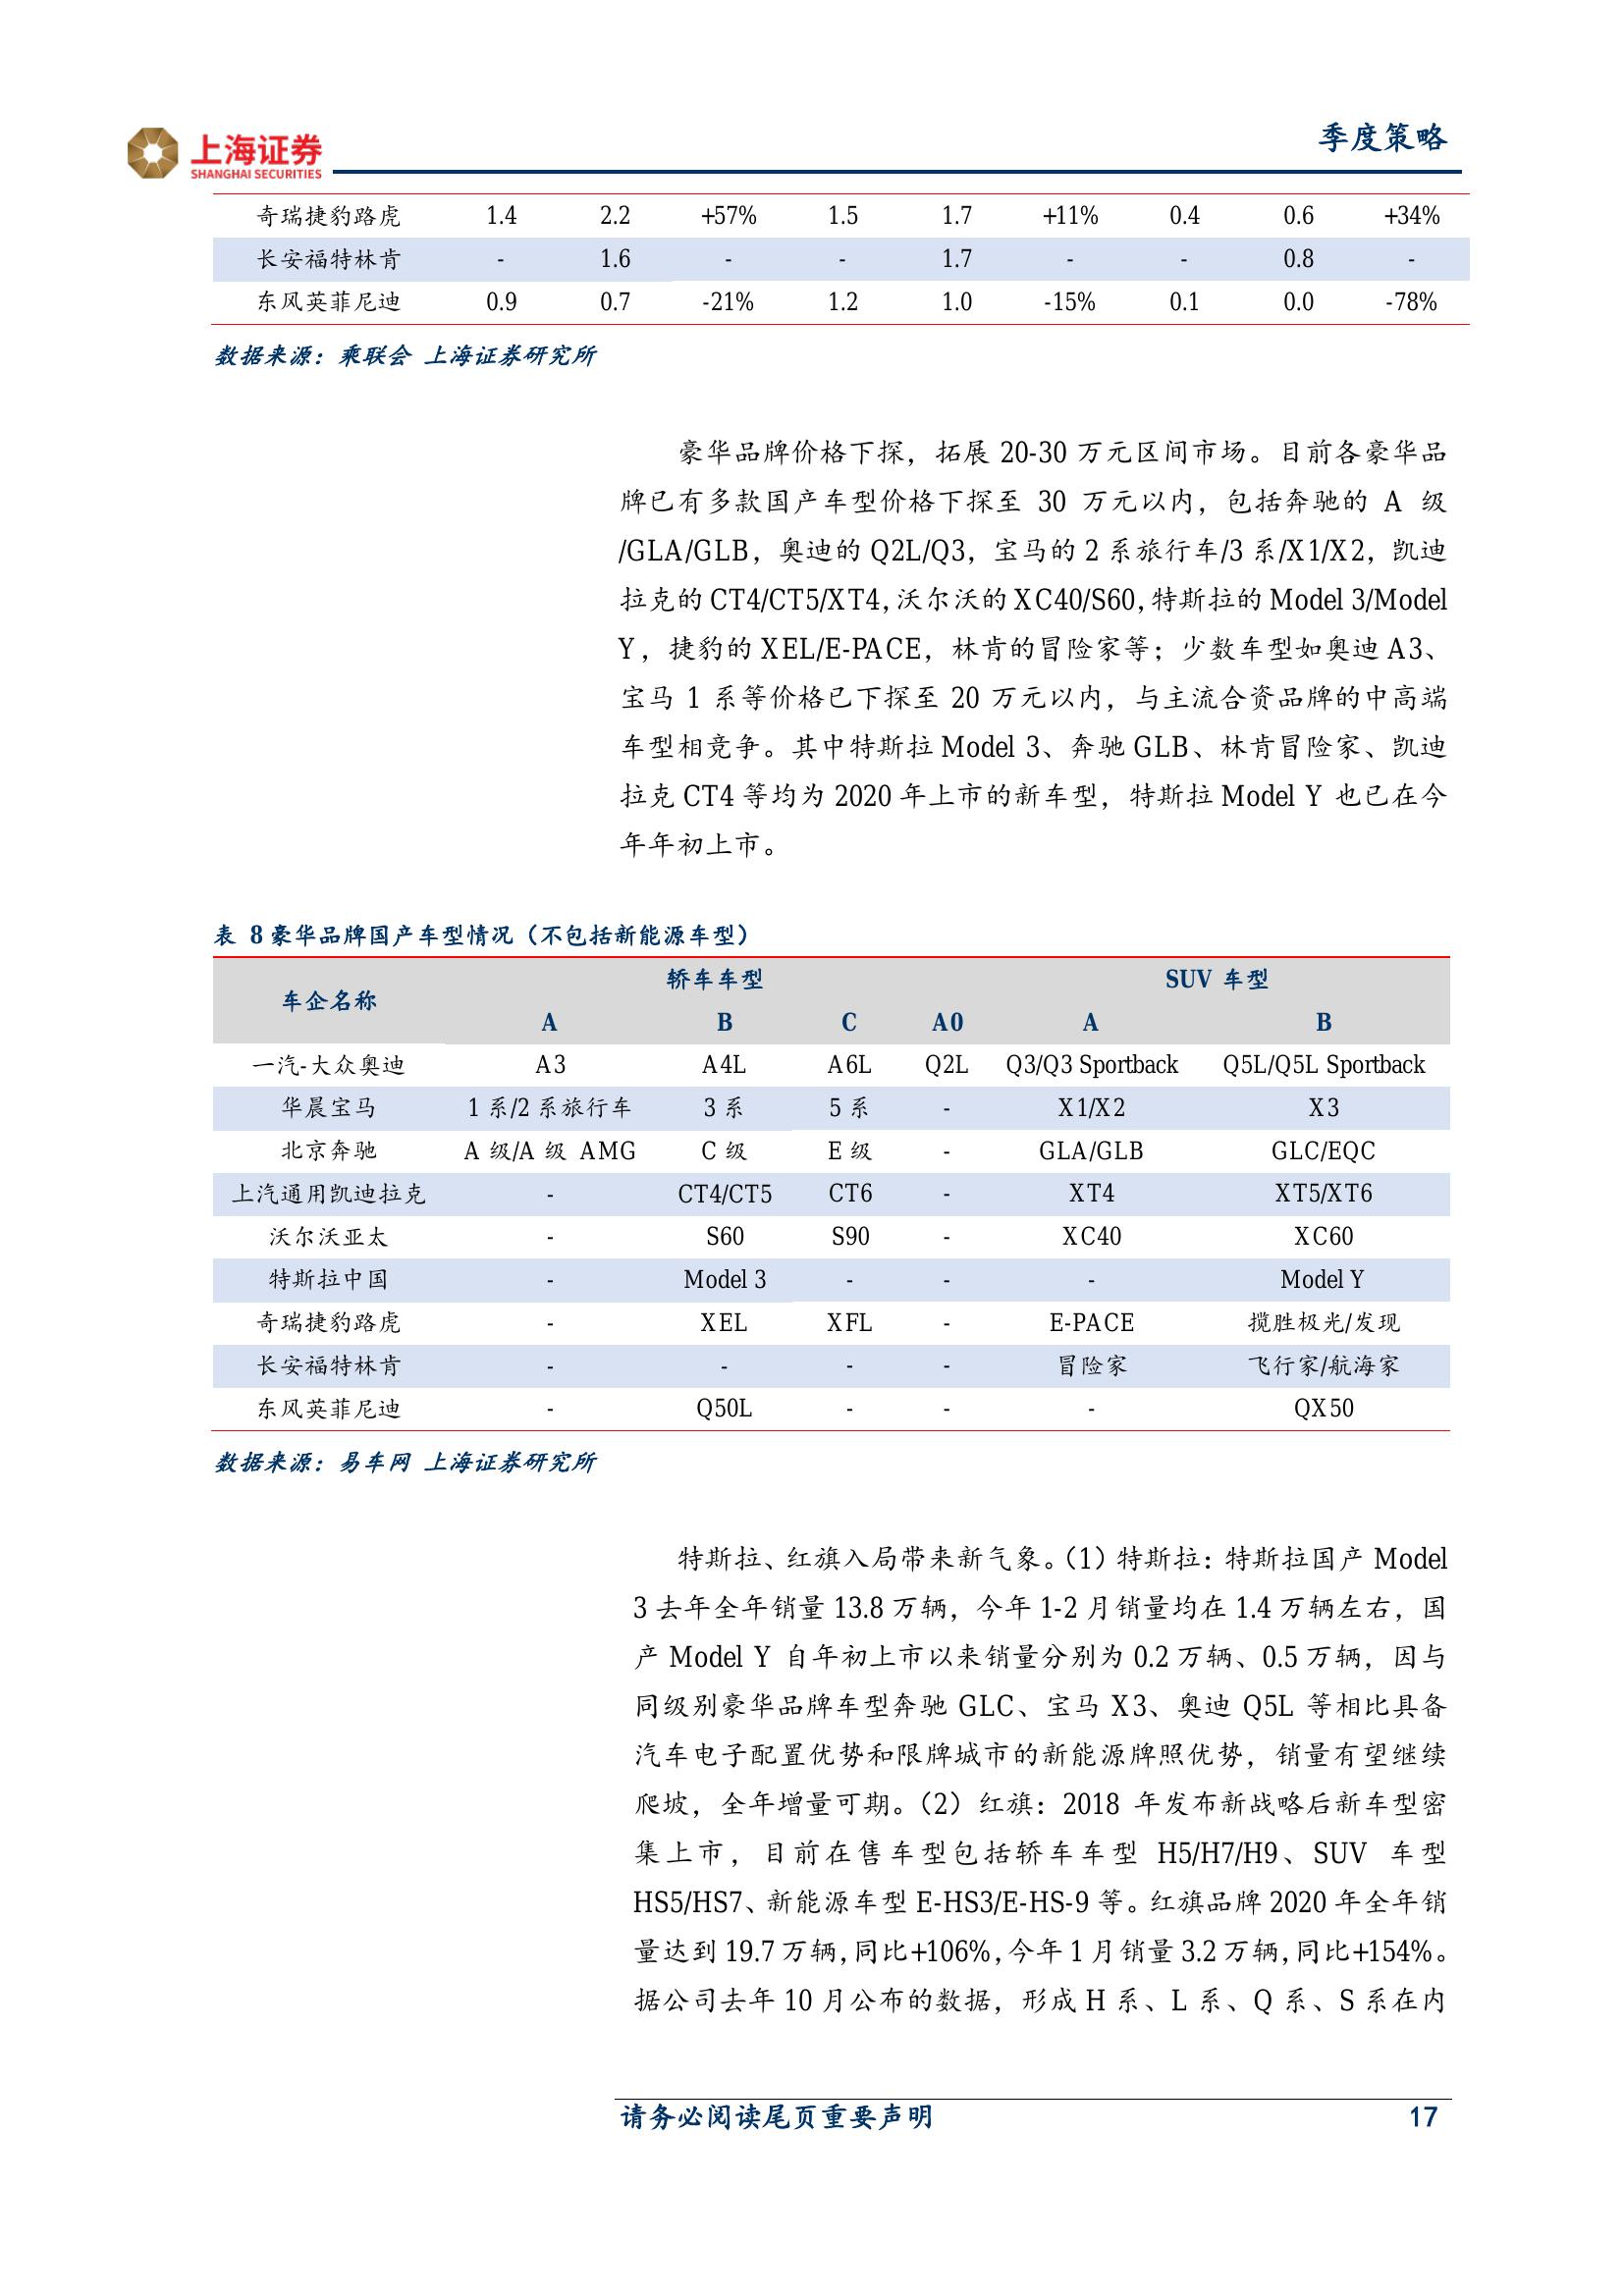 上海证券
SHANGHAI SECURITIES
季度策略
奇瑞捷豹路虎 1.4 2.2 +57% 1.5 1.7 +11% 0.4 0.6 +34%
长安福特林肯 - 1.6 - - 1.7 - - 0.8 -
东风英菲尼迪 0.9 0.7 -21% 1.2 1.0 -15% 0.1 0.0 -78%
数据来源：乘联会 上海证券研究所
豪华品牌价格下探，拓展 20-30 万元区间市场。目前各豪华品
牌已有多款国产车型价格下探至 30 万元以内，包括奔驰的 A 级
/GLA/GLB，奥迪的 Q2L/Q3，宝马的 2 系旅行车/3 系/X1/X2，凯迪
拉克的 CT4/CT5/XT4，沃尔沃的 XC40/S60，特斯拉的 Model 3/Model
Y，捷豹的 XEL/E-PACE，林肯的冒险家等；少数车型如奥迪 A3、
宝马 1 系等价格已下探至 20 万元以内，与主流合资品牌的中高端
车型相竞争。其中特斯拉 Model 3、奔驰 GLB、林肯冒险家、凯迪
拉克 CT4 等均为 2020 年上市的新车型，特斯拉 Model Y 也已在今
年年初上市。
表 8 豪华品牌国产车型情况（不包括新能源车型）
车企名称 轿车车型 SUV 车型
A B C A0 A B
一汽-大众奥迪 A3 A4L A6L Q2L Q3/Q3 Sportback Q5L/Q5L Sportback
华晨宝马 1 系/2 系旅行车 3 系 5 系 - X1/X2 X3
北京奔驰 A 级/A 级 AMG C 级 E 级 - GLA/GLB GLC/EQC
上汽通用凯迪拉克 - CT4/CT5 CT6 - XT4 XT5/XT6
沃尔沃亚太 - S60 S90 - XC40 XC60
特斯拉中国 - Model 3 - - - Model Y
奇瑞捷豹路虎 - XEL XFL - E-PACE 揽胜极光/发现
长安福特林肯 - - - - 冒险家 飞行家/航海家
东风英菲尼迪 - Q50L - - - QX50
数据来源：易车网 上海证券研究所
特斯拉、红旗入局带来新气象。（1）特斯拉：特斯拉国产 Model
3 去年全年销量 13.8 万辆，今年 1-2 月销量均在 1.4 万辆左右，国
产 Model Y 自年初上市以来销量分别为 0.2 万辆、0.5 万辆，因与
同级别豪华品牌车型奔驰 GLC、宝马 X3、奥迪 Q5L 等相比具备
汽车电子配置优势和限牌城市的新能源牌照优势，销量有望继续
爬坡，全年增量可期。（2）红旗：2018 年发布新战略后新车型密
集上市，目前在售车型包括轿车车型 H5/H7/H9、SUV 车型
HS5/HS7、新能源车型 E-HS3/E-HS-9 等。红旗品牌 2020 年全年销
量达到 19.7 万辆，同比+106%，今年 1 月销量 3.2 万辆，同比+154%。
据公司去年 10 月公布的数据，形成 H 系、L 系、Q 系、S 系在内
请务必阅读尾页重要声明 17